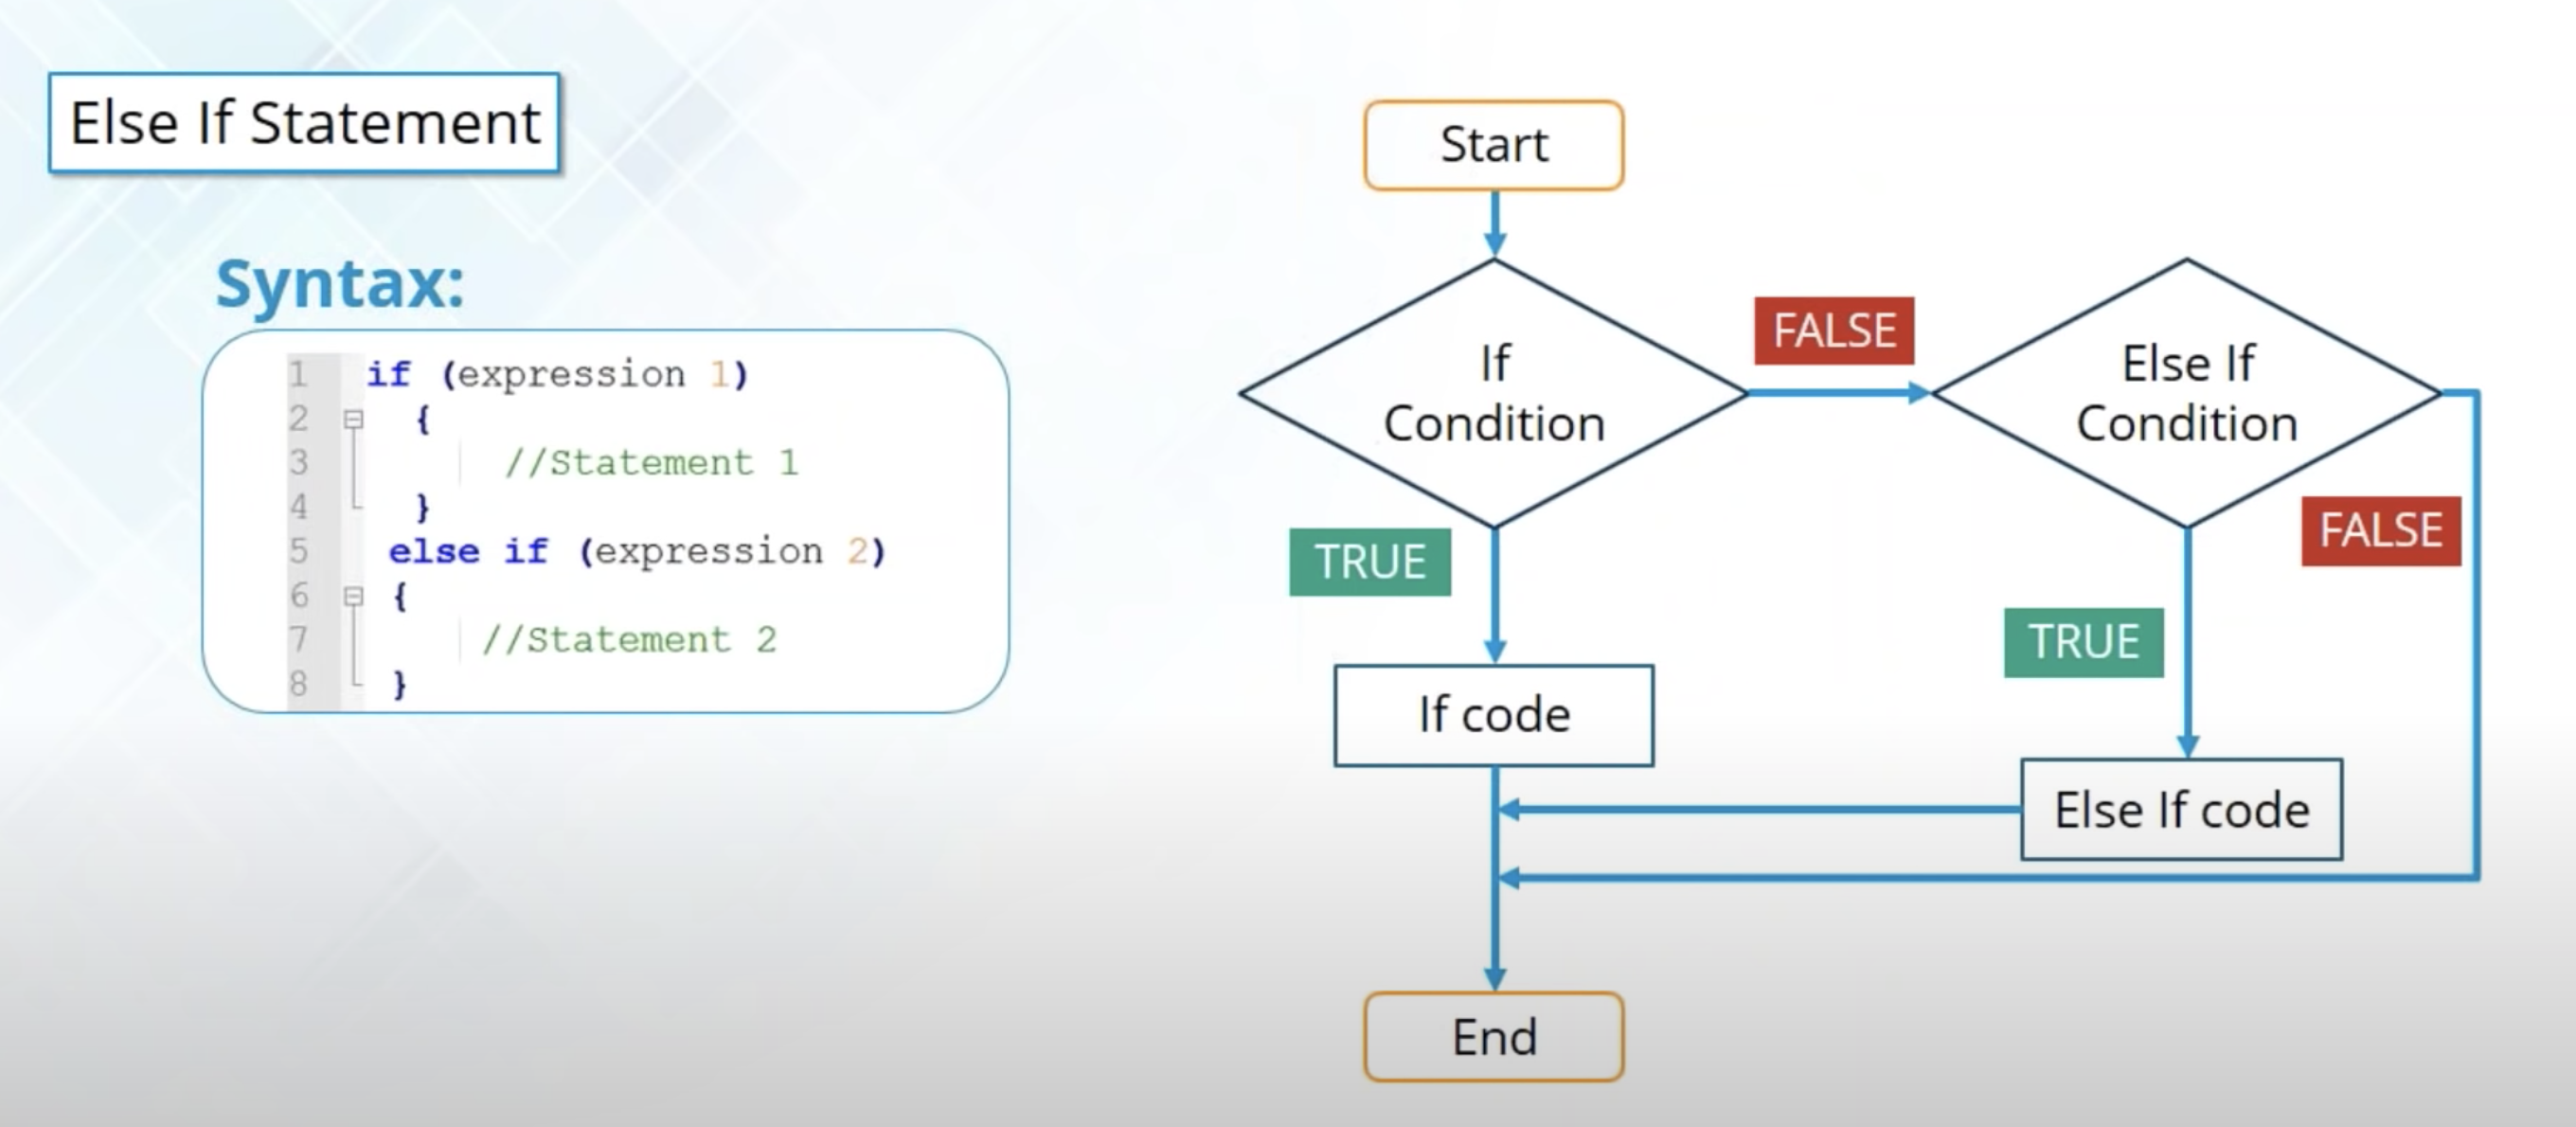 Else If Statement
Syntax:
1 if (expression 1)
2 {
3 //Statement 1
4 }
5 else if (expression 2)
6 {
7 //Statement 2
8 }
Start
If
Condition
FALSE
Else If
Condition
TRUE
FALSE
TRUE
If code
Else If code
End